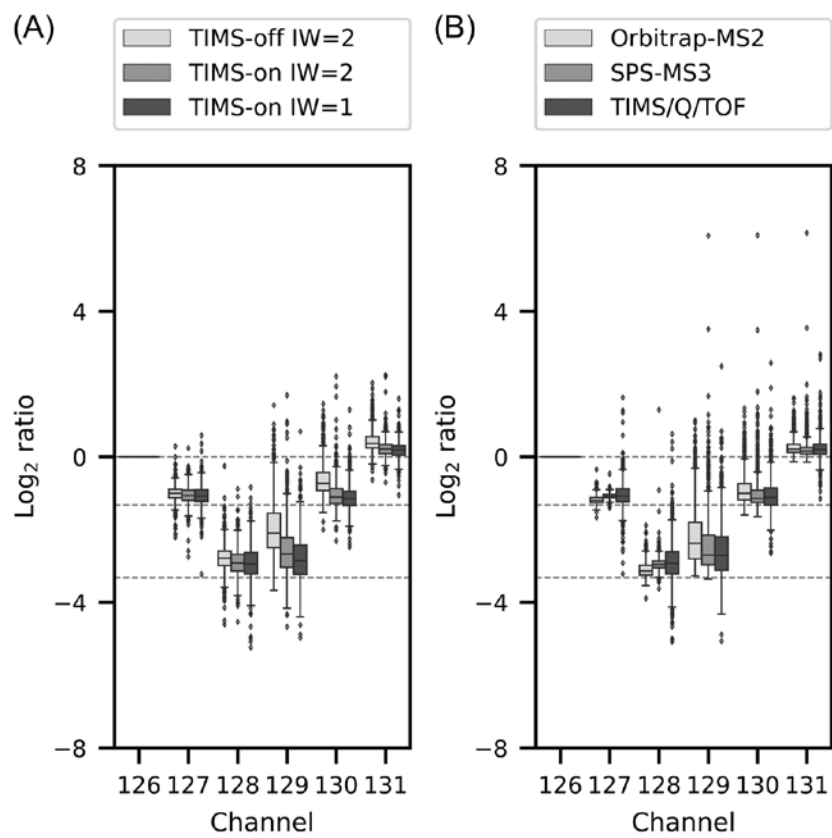 (A)
TIMS-off IW=2
TIMS-on IW=2
TIMS-on IW=1
8
4
0
−4
−8
Log₂ ratio
126 127 128 129 130 131
Channel
(B)
Orbitrap-MS2
SPS-MS3
TIMS/Q/TOF
8
4
0
−4
−8
Log₂ ratio
126 127 128 129 130 131
Channel